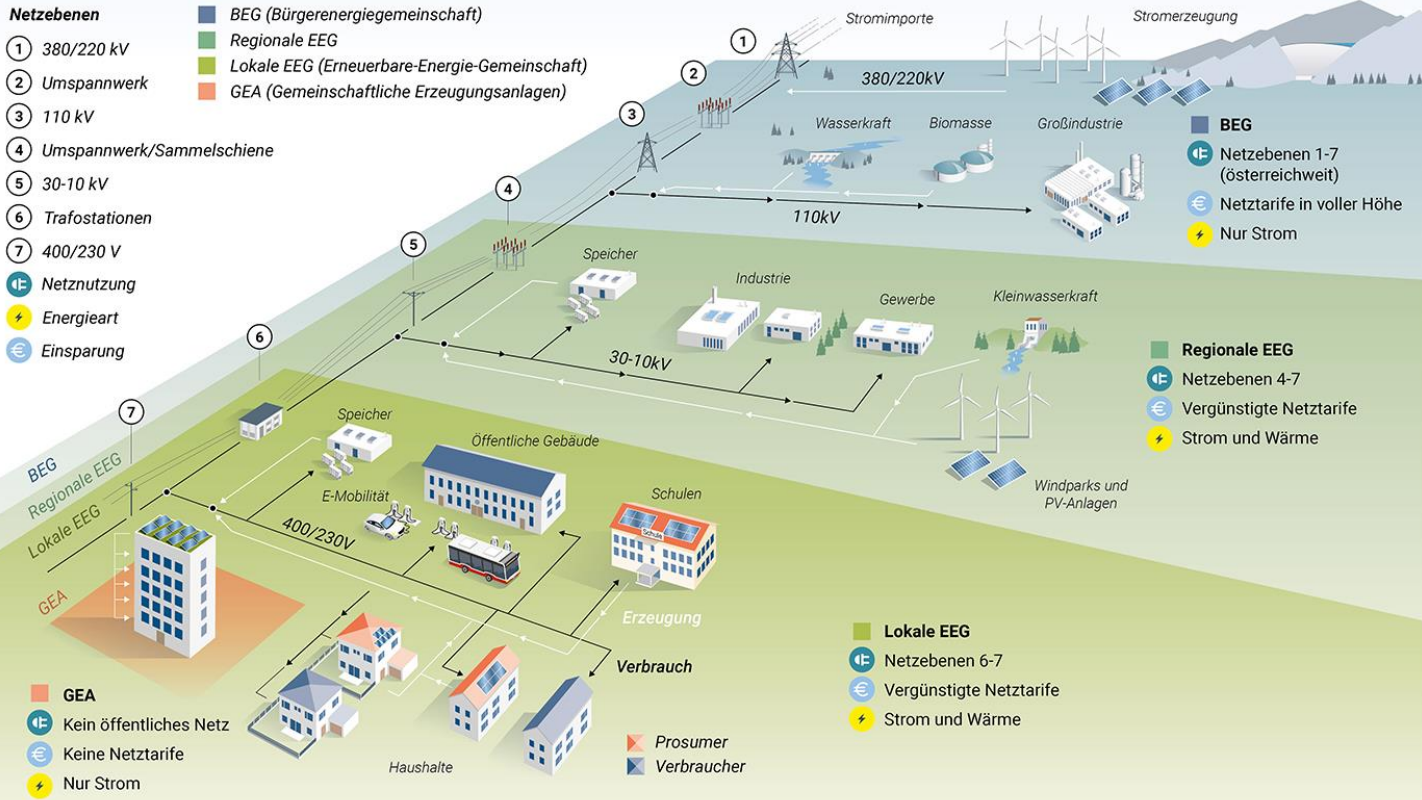 Netzebenen
1 380/220 kV
2 Umspannwerk
3 110 kV
4 Umspannwerk/Sammelschiene
5 30-10 kV
6 Trafostationen
7 400/230 V
Netznutzung
Energieart
€ Einsparung
BEG (Bürgerenergiegemeinschaft)
Regionale EEG
Lokale EEG (Erneuerbare-Energie-Gemeinschaft)
GEA (Gemeinschaftliche Erzeugungsanlagen)
1
2
3
4
5
6
7
Stromimporte
Stromerzeugung
380/220kV
Wasserkraft
Biomasse
Großindustrie
110kV
BEG
Netzebenen 1-7
(österreichweit)
€ Netztarife in voller Höhe
Nur Strom
Speicher
Industrie
Gewerbe
Kleinwasserkraft
30-10kV
Windparks und
PV-Anlagen
Regionale EEG
Netzebenen 4-7
€ Vergünstigte Netztarife
Strom und Wärme
BEG
Regionale EEG
Lokale EEG
GEA
Speicher
Öffentliche Gebäude
E-Mobilität
Schulen
Schule
400/230V
Erzeugung
Verbrauch
Haushalte
Prosumer
Verbraucher
Lokale EEG
Netzebenen 6-7
€ Vergünstigte Netztarife
Strom und Wärme
GEA
Kein öffentliches Netz
€ Keine Netztarife
Nur Strom